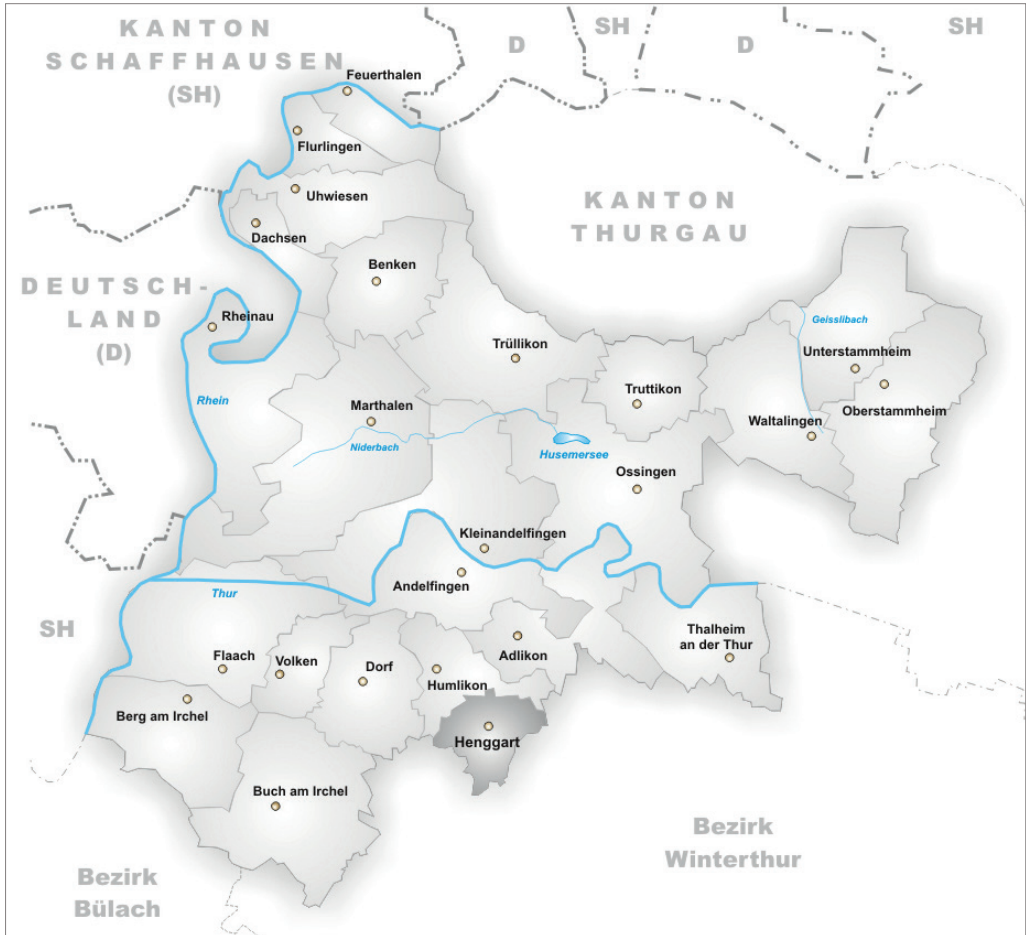 KANTON
SCHAFFHAUSEN
(SH)
D
SH
D
SH
Feuerthalen
Flurlingen
Uhwiesen
Dachsen
KANTON
THURGAU
Benken
DEUTSCH-
LAND
(D)
Rheinau
Geisslibach
Trüllikon
Unterstammheim
Truttikon
Oberstammheim
Rhein
Marthalen
Waltalingen
Niderbach
Husemersee
Ossingen
Kleinandelfingen
Andelfingen
Thur
SH
Thalheim
an der Thur
Flaach
Volken
Dorf
Adlikon
Humlikon
Berg am Irchel
Henggart
Buch am Irchel
Bezirk
Winterthur
Bezirk
Bülach